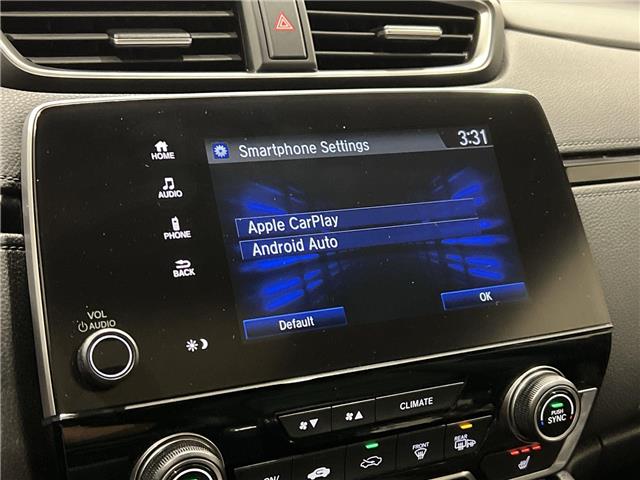 Smartphone Settings
3:31
HOME
AUDIO
PHONE
BACK
Apple CarPlay
Android Auto
Default
OK
VOL
AUDIO
CLIMATE
FRONT
REAR
PUSH
SYNC
ON/